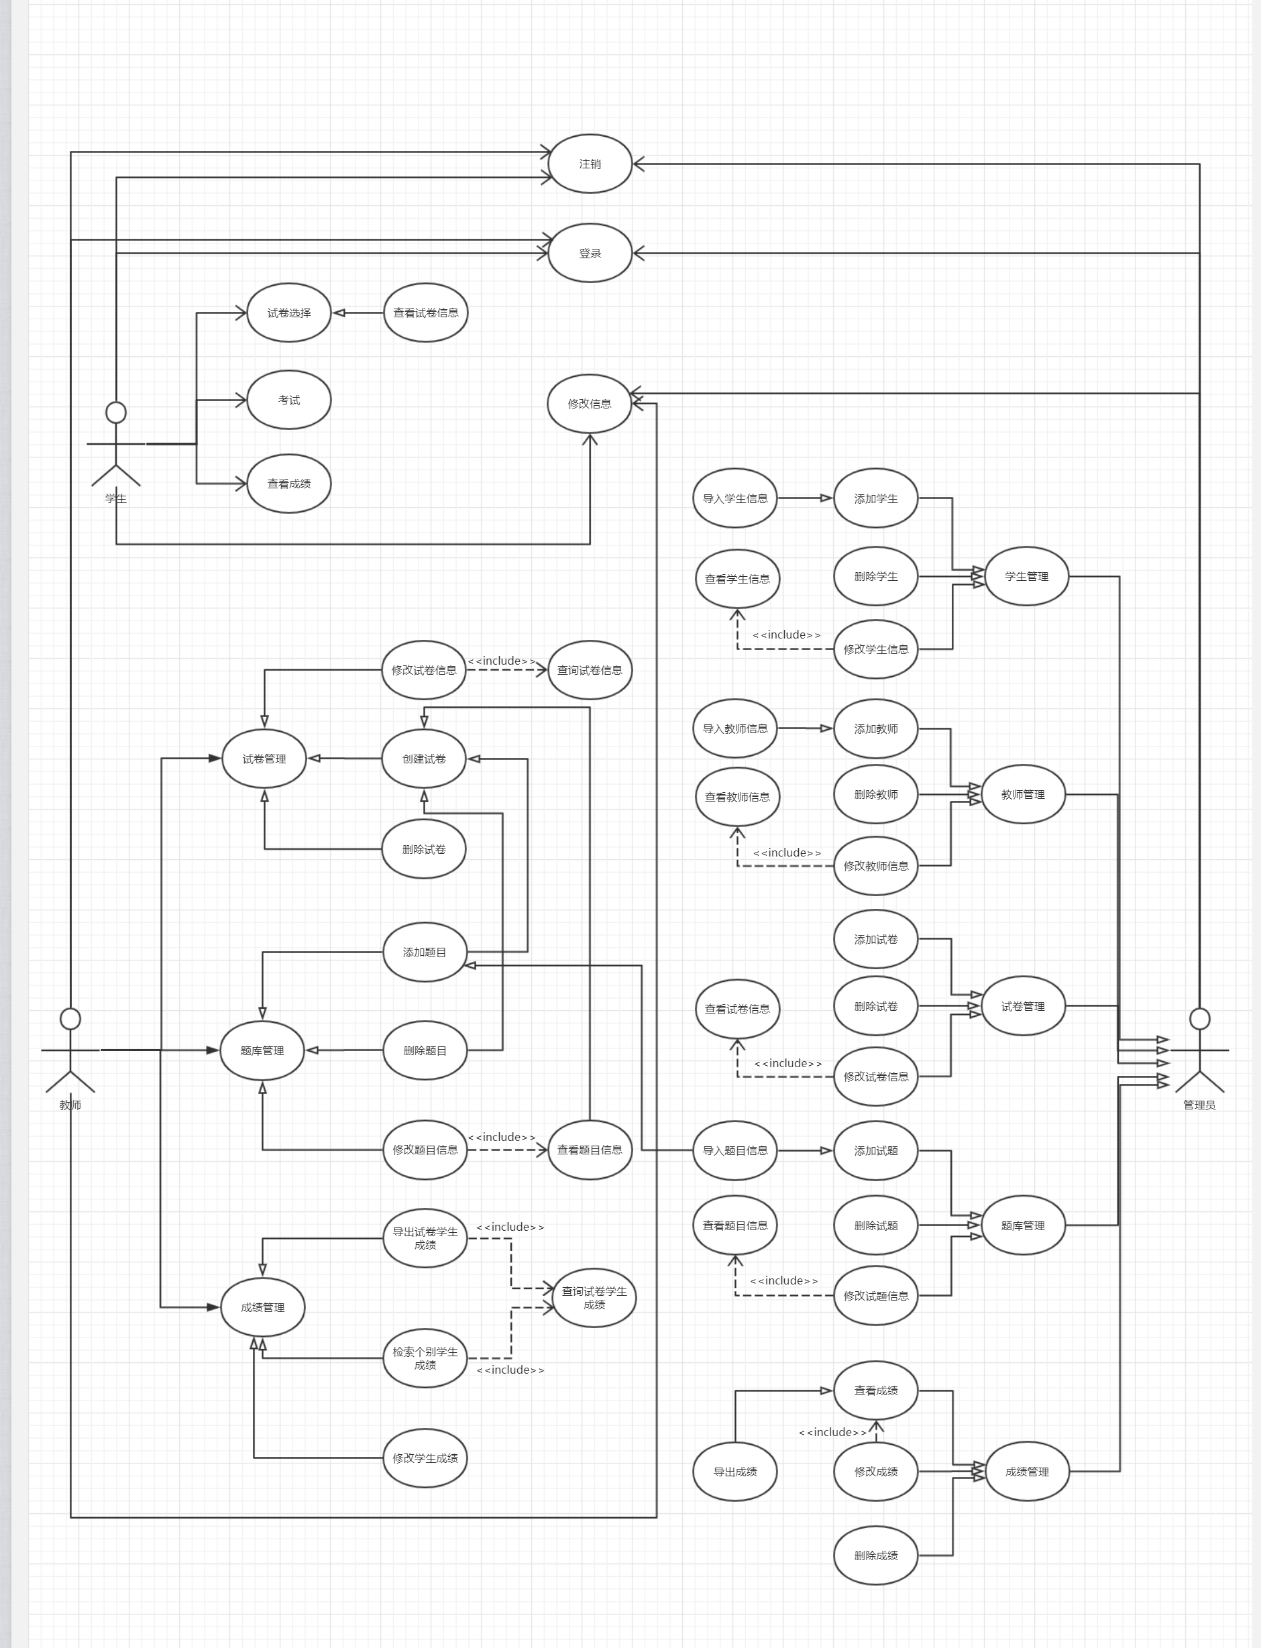 注销
登录
试卷选择
查看试卷信息
考试
修改信息
查看成绩
学生
导入学生信息
添加学生
查看学生信息
删除学生
学生管理
<<include>>
修改学生信息
修改试卷信息
<<include>>
查询试卷信息
导入教师信息
添加教师
试卷管理
创建试卷
查看教师信息
删除教师
教师管理
删除试卷
<<include>>
修改教师信息
添加题目
添加试卷
查看试卷信息
删除试卷
试卷管理
题库管理
删除题目
<<include>>
修改试卷信息
教师
管理员
修改题目信息
<<include>>
查看题目信息
导入题目信息
添加试题
导出试卷学生
成绩
<<include>>
查看题目信息
删除试题
题库管理
成绩管理
查询试卷学生
成绩
<<include>>
修改试题信息
检索个别学生
成绩
<<include>>
查看成绩
<<include>>
修改学生成绩
导出成绩
修改成绩
成绩管理
删除成绩